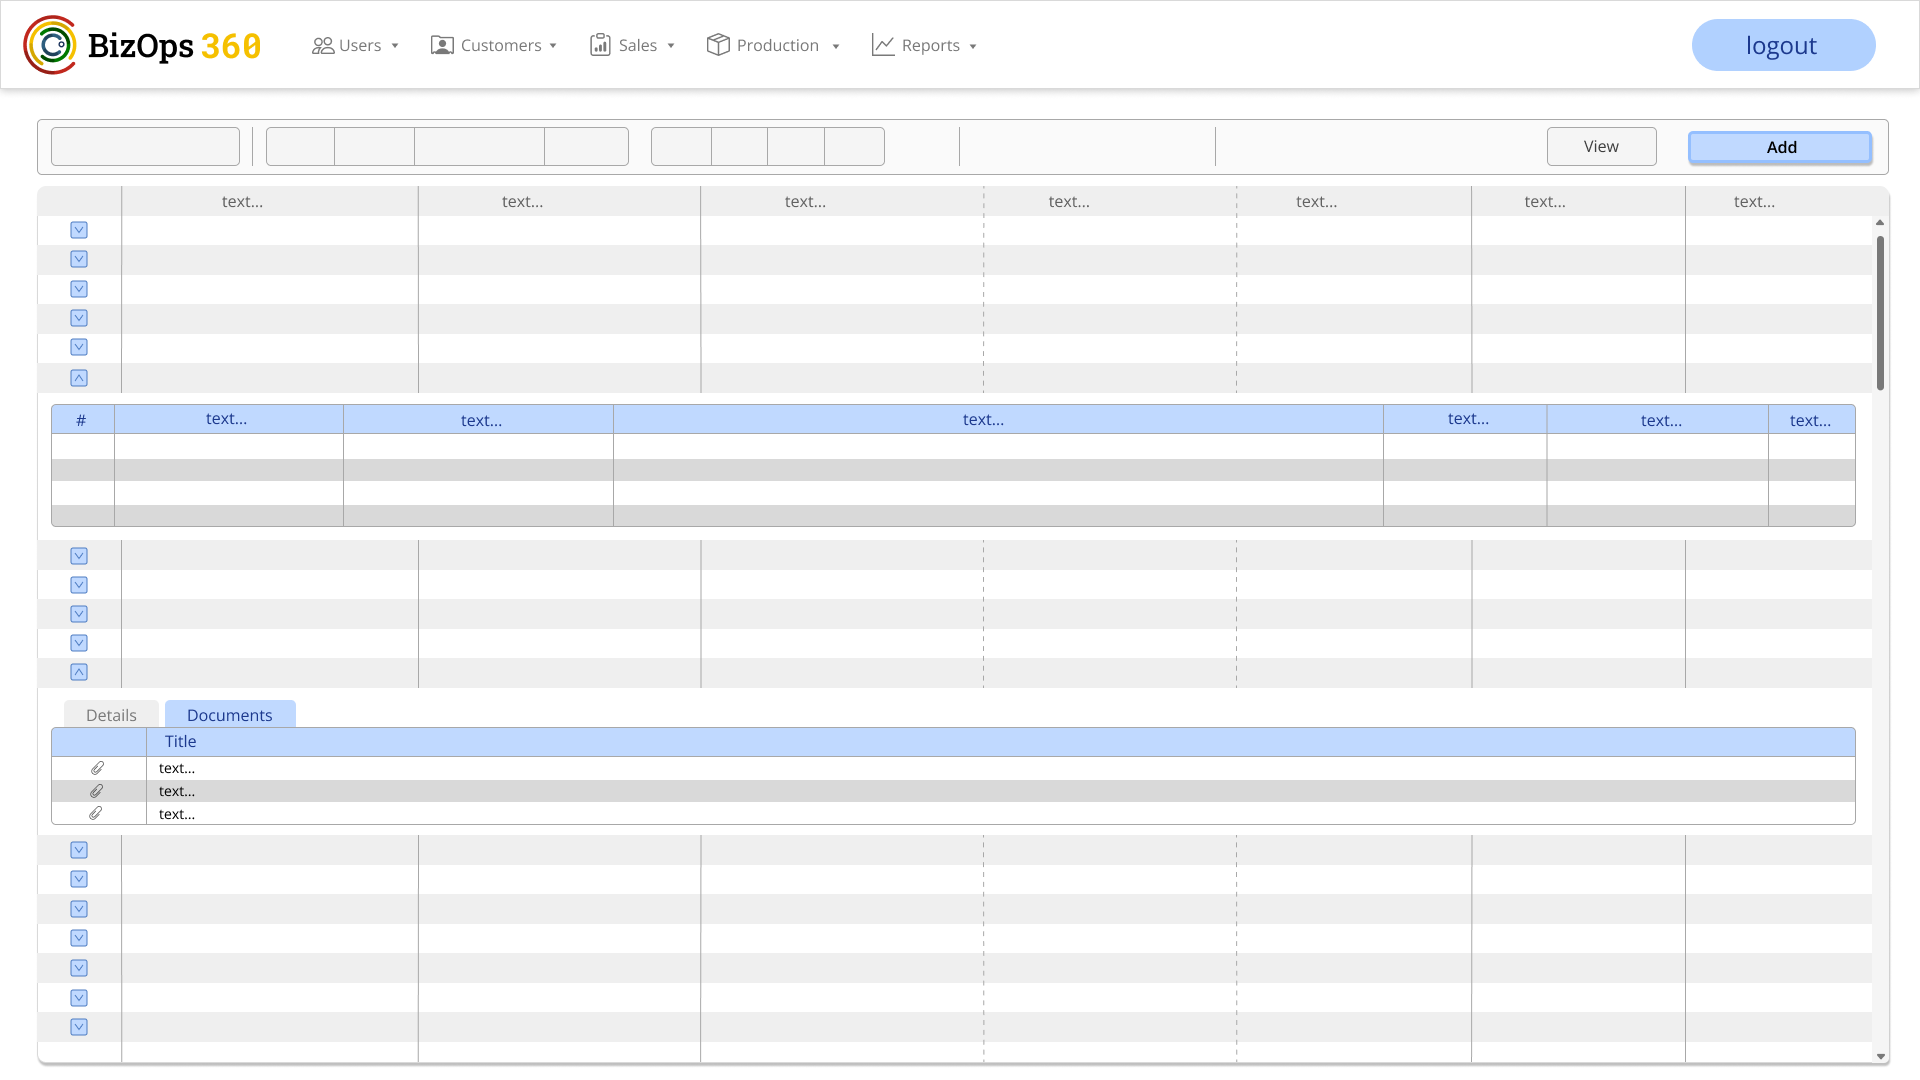 BizOps 360 Users Customers Sales Production Reports logout
View Add
text... text... text... text... text... text... text...
# text... text... text... text... text... text...
Details Documents
Title
text...
text...
text...